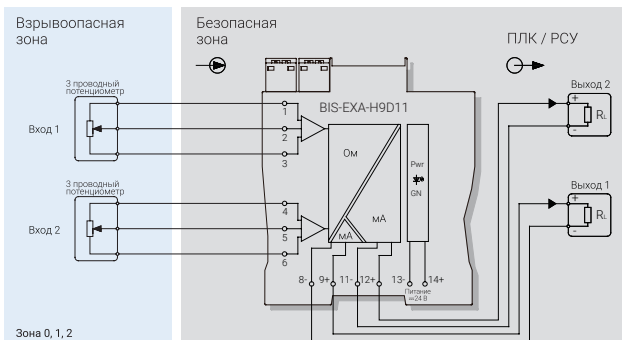 Взрывоопасная
зона
Безопасная
зона
ПЛК / РСУ
3 проводный
потенциометр
Вход 1
1
2
3
BIS-EXA-H9D11
Ом
мА
мА
Pwr
GN
Выход 2
+
RL
-
3 проводный
потенциометр
Вход 2
4
5
6
Выход 1
+
RL
-
8- 9+ 11- 12+ 13- 14+
Питание
=24 В
Зона 0, 1, 2